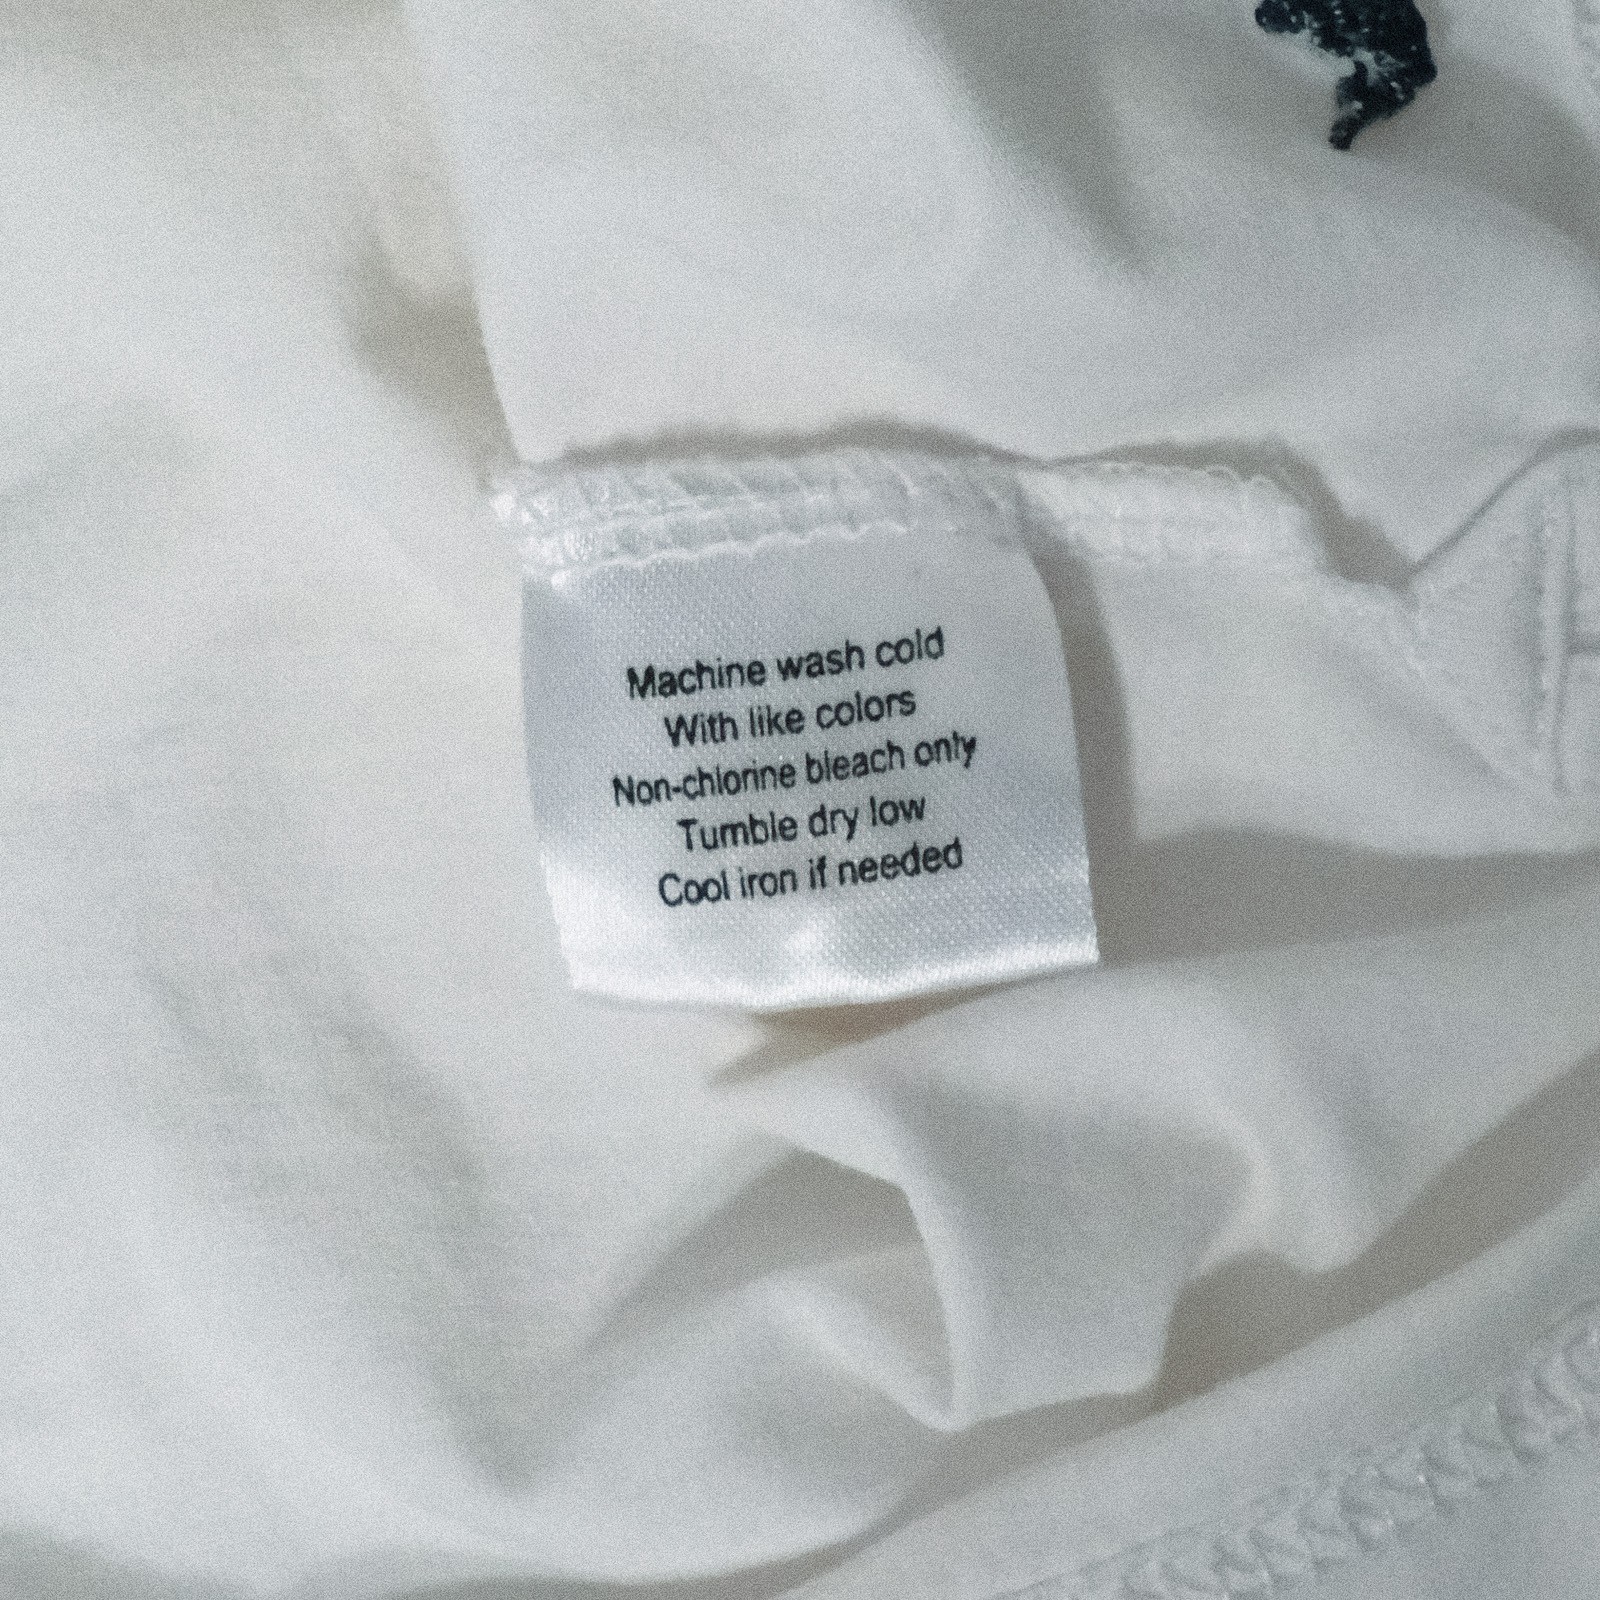 Machine wash cold
With like colors
Non-chlorine bleach only
Tumble dry low
Cool iron if needed